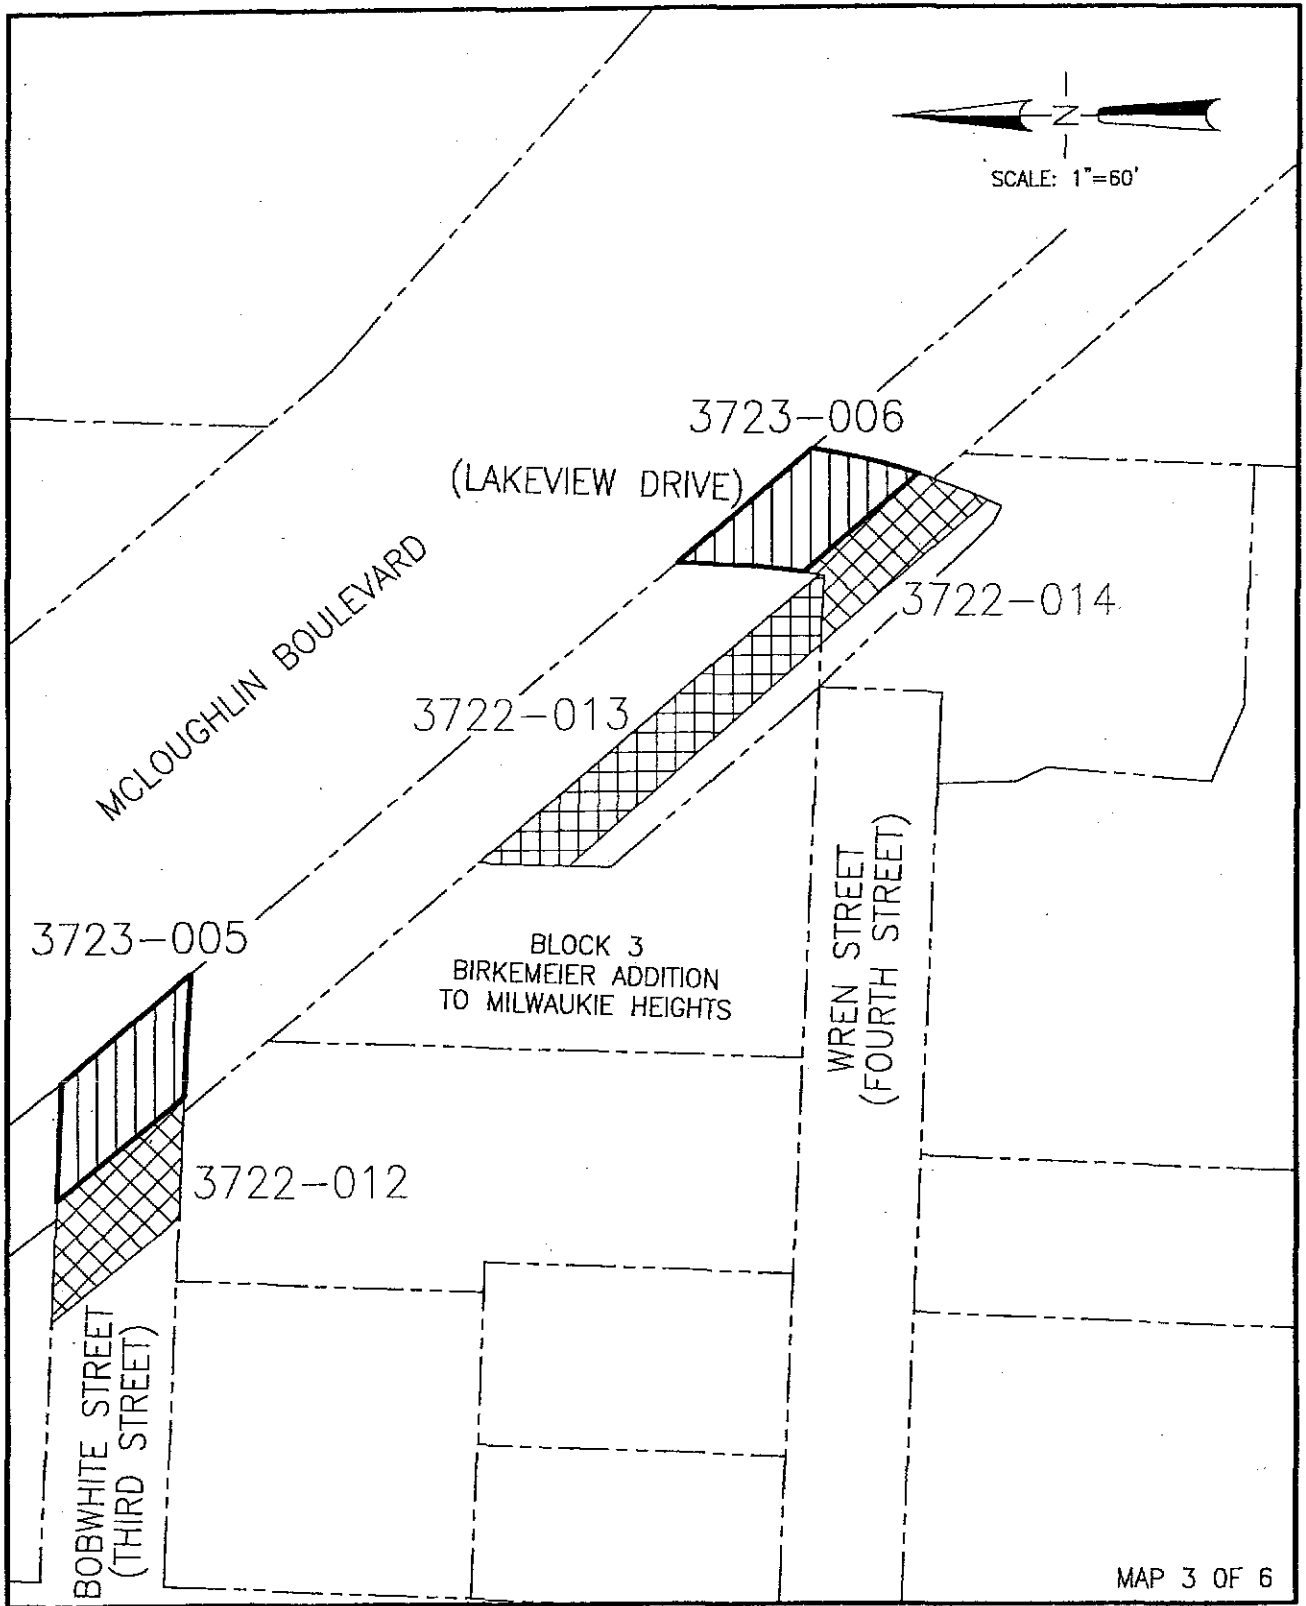 N
SCALE: 1"=60'
3723-006
(LAKEVIEW DRIVE)
MCLOUGHLIN BOULEVARD
3722-014
3722-013
3723-005
BLOCK 3
BIRKEMEIER ADDITION
TO MILWAUKIE HEIGHTS
WREN STREET
(FOURTH STREET)
3722-012
BOBWHITE STREET
(THIRD STREET)
MAP 3 OF 6